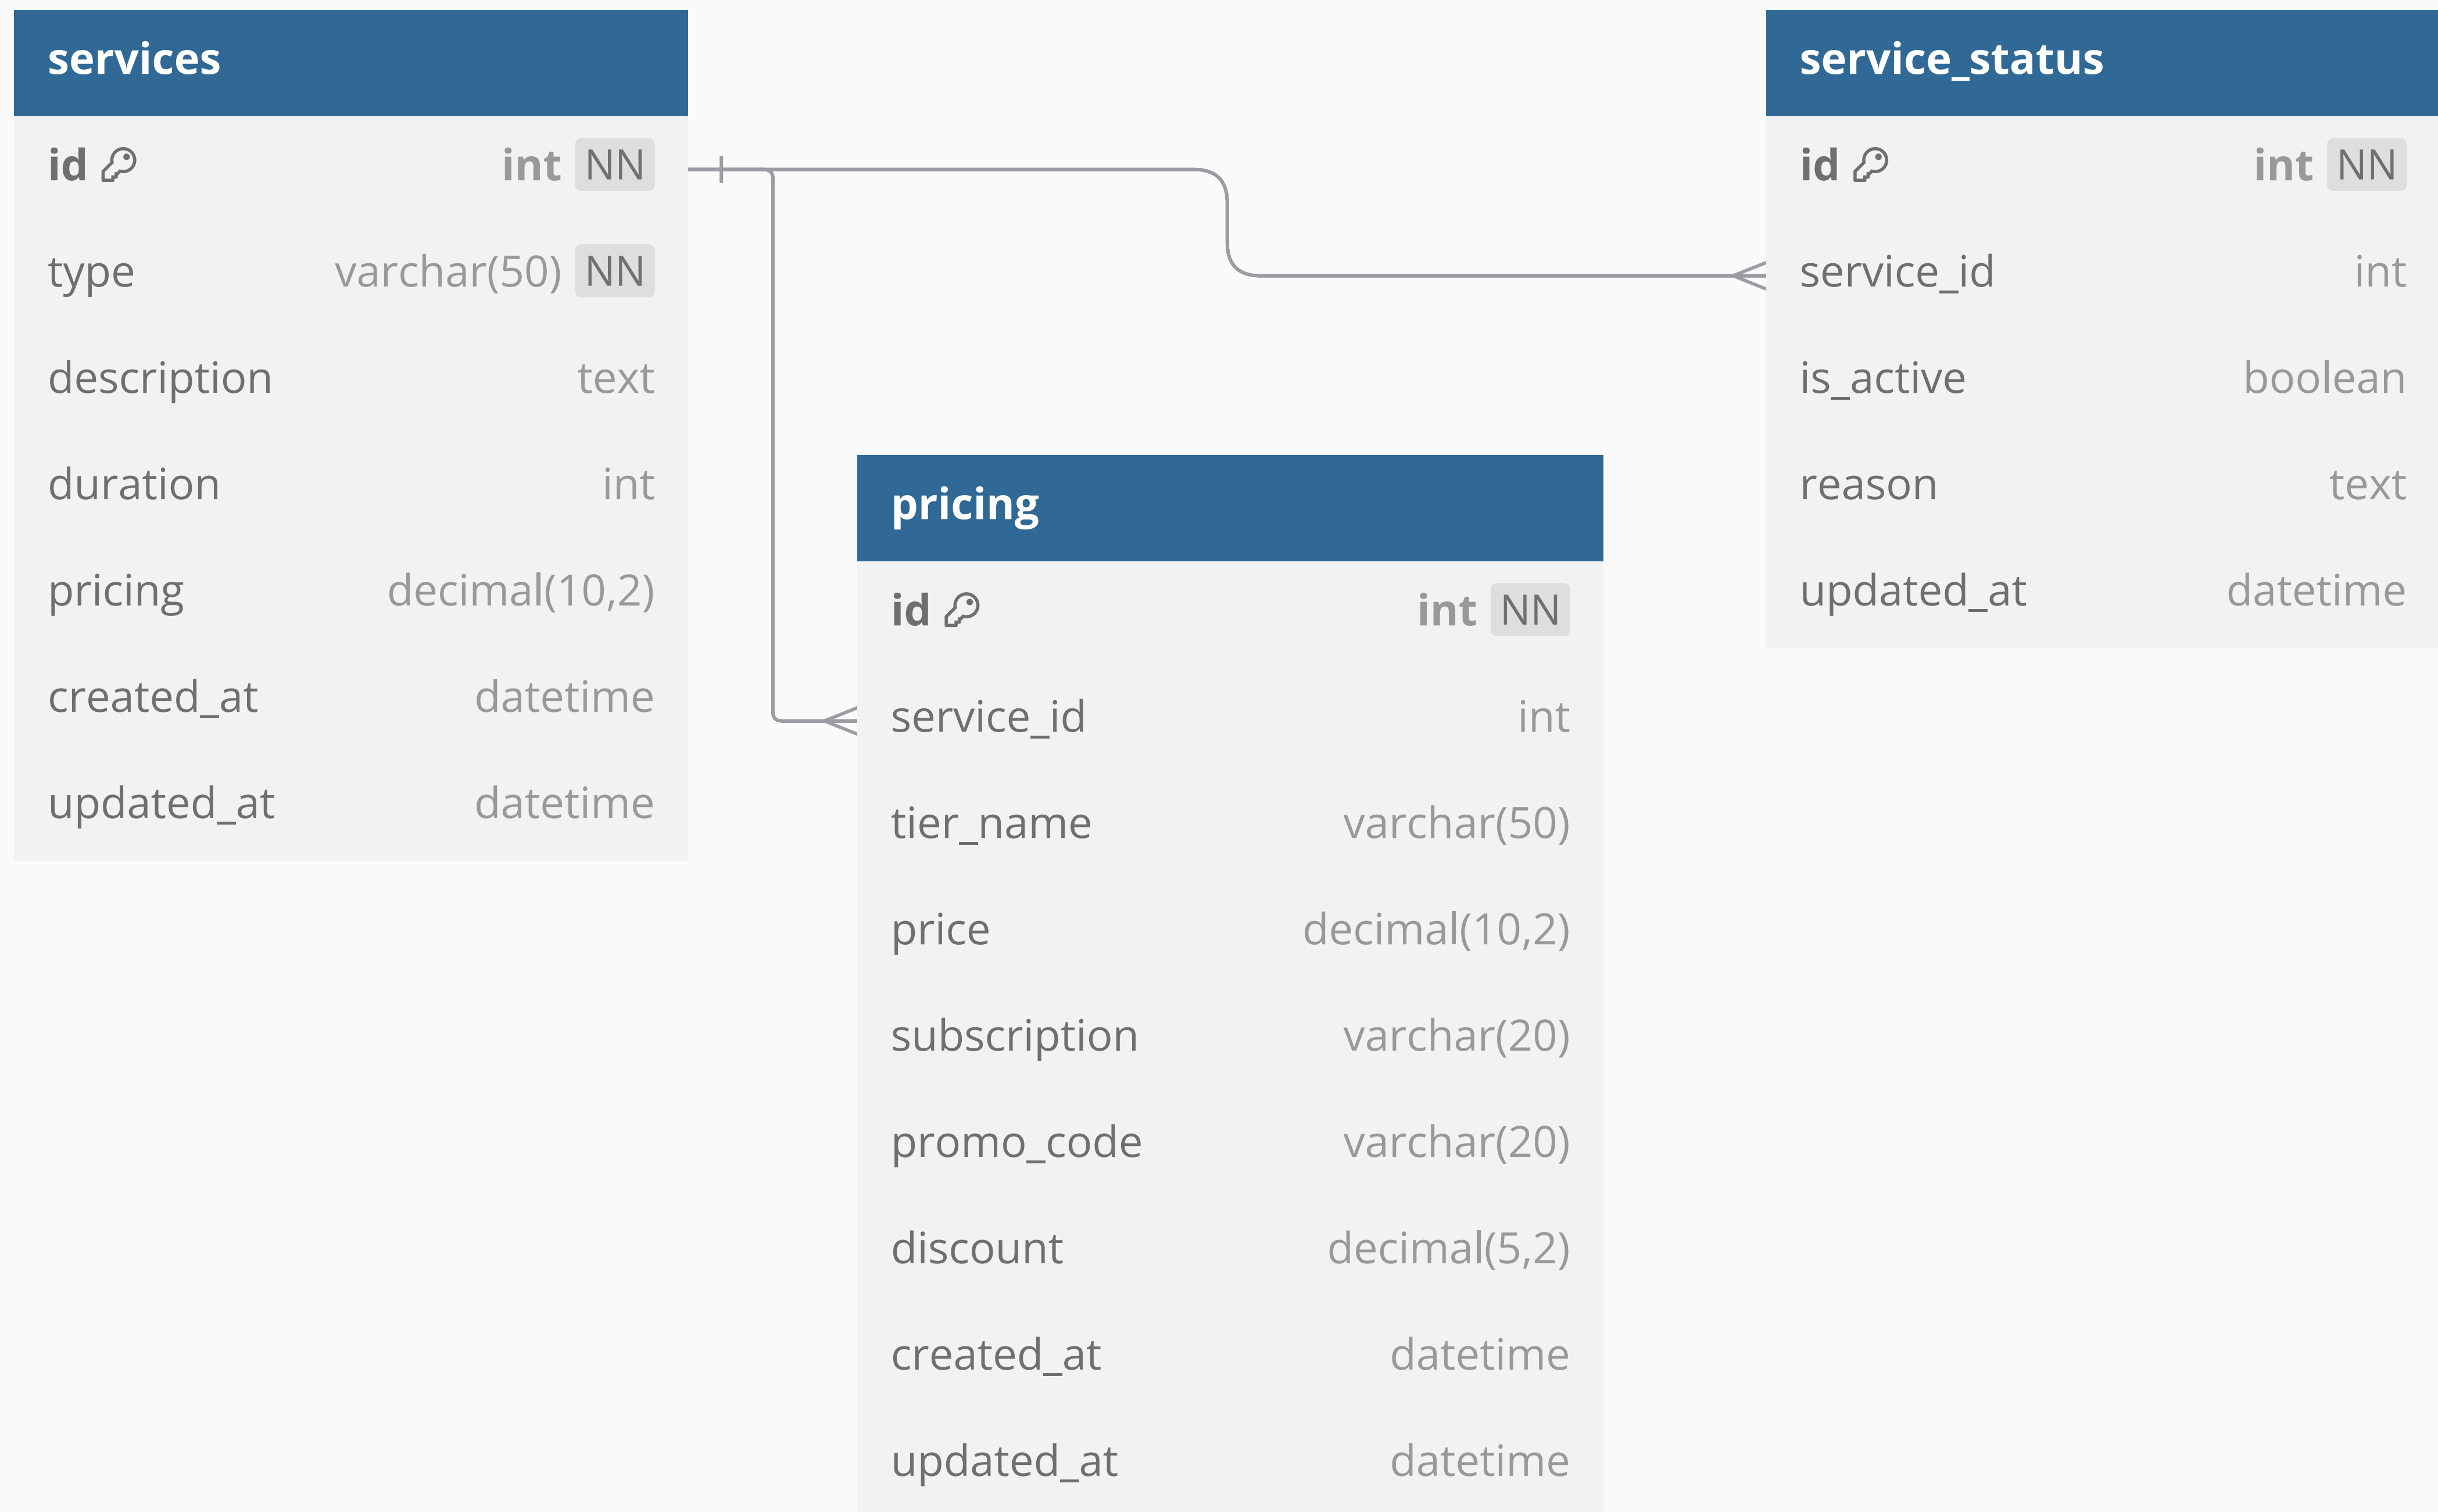 services
id int NN
type varchar(50) NN
description text
duration int
pricing decimal(10,2)
created_at datetime
updated_at datetime
service_status
id int NN
service_id int
is_active boolean
reason text
updated_at datetime
pricing
id int NN
service_id int
tier_name varchar(50)
price decimal(10,2)
subscription varchar(20)
promo_code varchar(20)
discount decimal(5,2)
created_at datetime
updated_at datetime